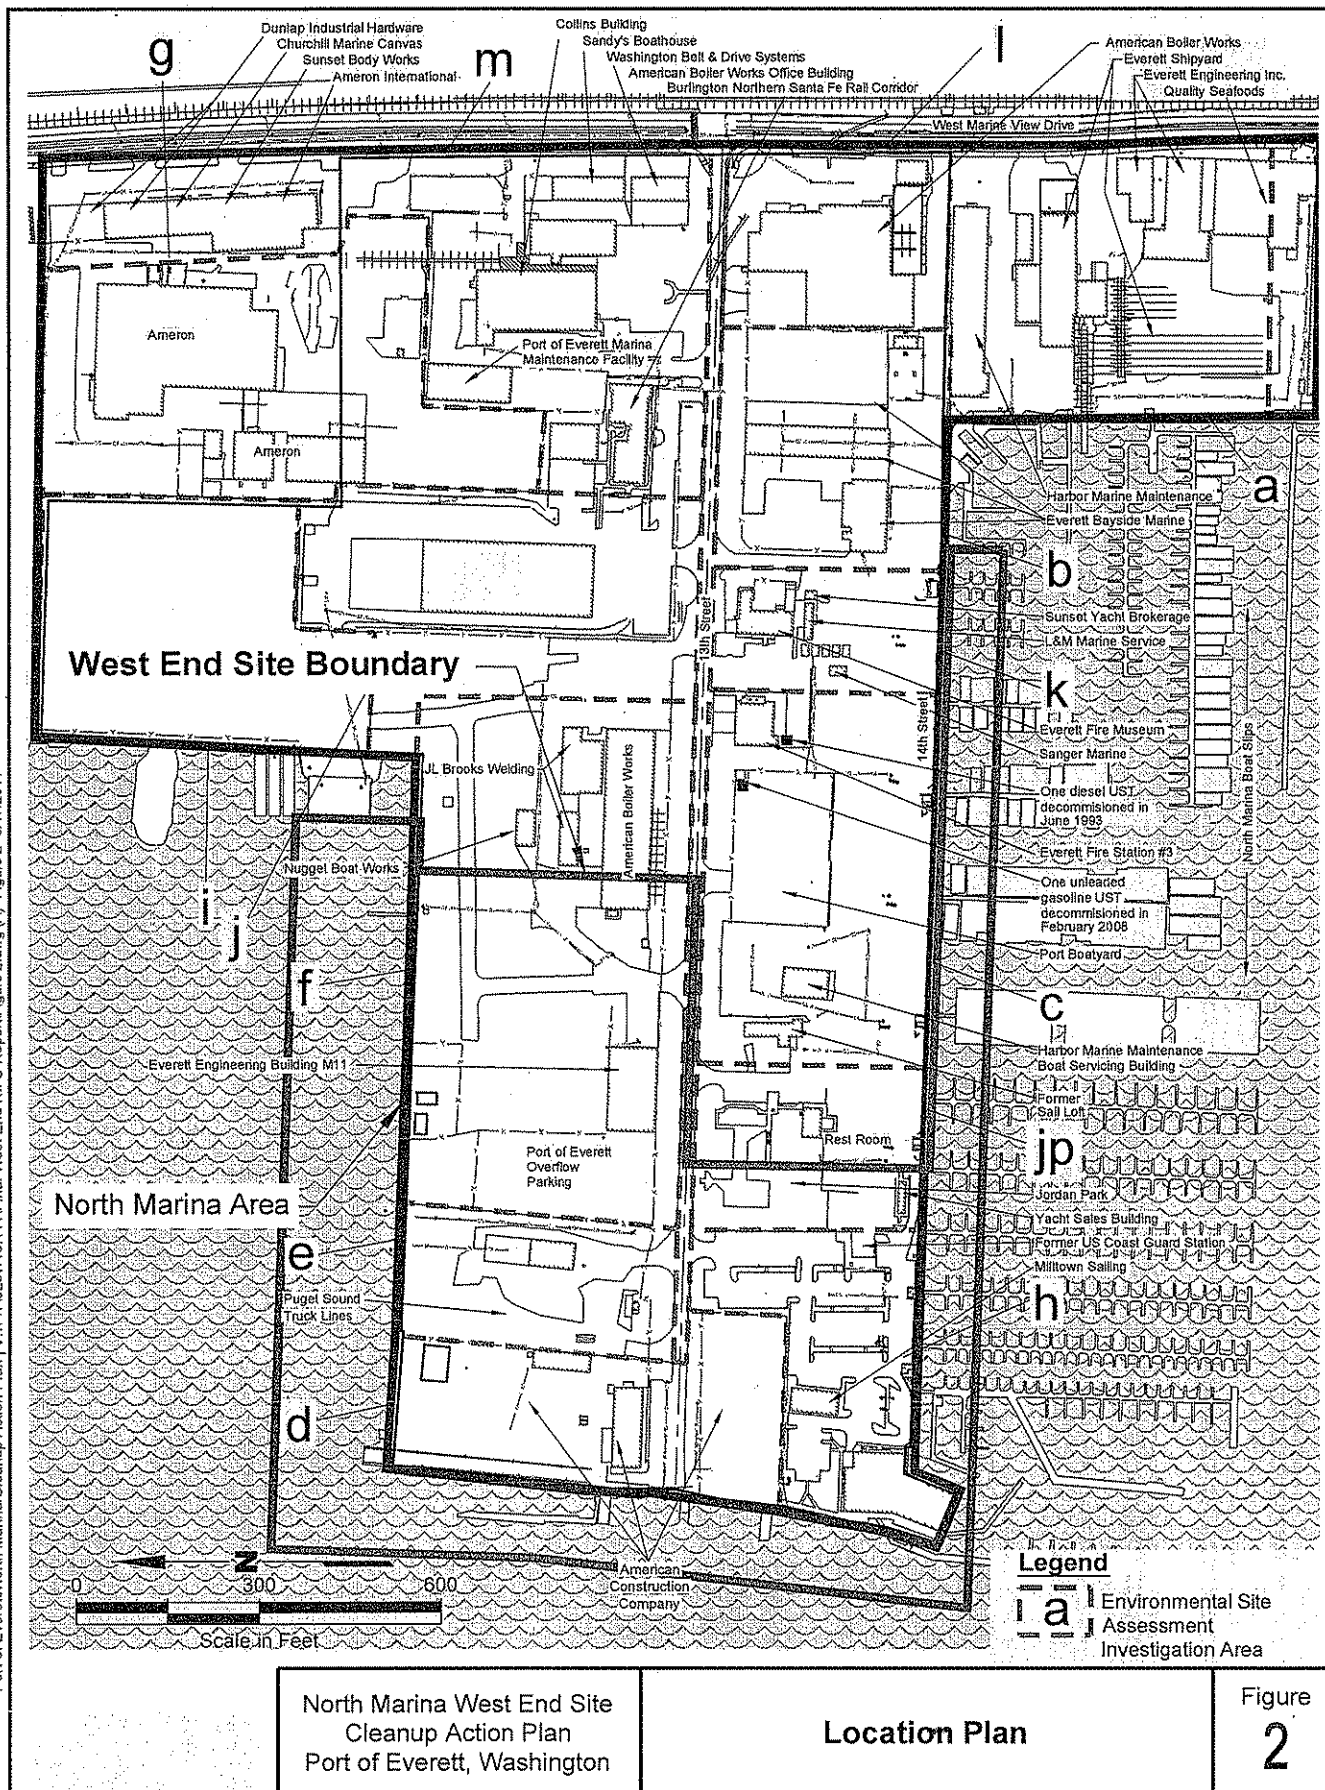 Dunlap Industrial Hardware
Churchill Marine Canvas
Sunset Body Works
Ameron International
g
m
Collins Building
Sandy's Boathouse
Washington Belt & Drive Systems
American Boiler Works Office Building
Burlington Northern Santa Fe Rail Corridor
l
American Boiler Works
Everett Shipyard
Everett Engineering Inc.
Quality Seafoods
West Marine View Drive
Ameron
Port of Everett Marina
Maintenance Facility
Ameron
Harbor Marine Maintenance
a
Everett Bayside Marine
b
13th Street
Sunset Yacht Brokerage
L&M Marine Service
West End Site Boundary
k
14th Street
North Marina Boat Slips
Everett Fire Museum
Sanger Marine
JL Brooks Welding
American Boiler Works
One diesel UST
decommisioned in
June 1993
Everett Fire Station #3
Nugget Boat Works
One unleaded
gasoline UST
decommisioned in
February 2008
i
j
Port Boatyard
f
c
Harbor Marine Maintenance
Boat Servicing Building
Everett Engineering Building M11
Former
Sail Loft
Rest Room
Port of Everett
Overflow
Parking
jp
Jordan Park
North Marina Area
Yacht Sales Building
Former US Coast Guard Station
e
Milltown Sailing
Puget Sound
Truck Lines
h
d
N
American
Construction
Company
0
300
600
Scale in Feet
Legend
a
Environmental Site
Assessment
Investigation Area
North Marina West End Site
Cleanup Action Plan
Port of Everett, Washington
Location Plan
Figure
2